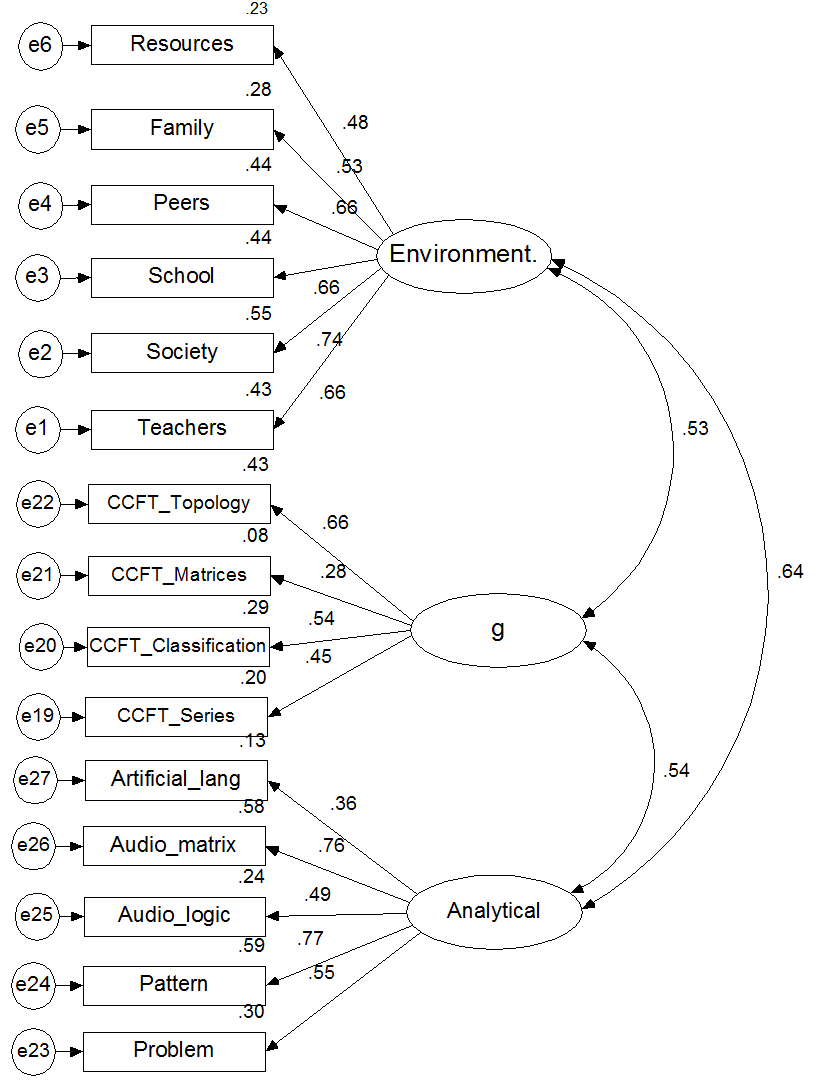 .23
e6
Resources
.48
.28
e5
Family
.53
.44
e4
Peers
.66
.44
e3
School
.66
Environment.
.55
e2
Society
.74
.43
e1
Teachers
.66
.53
.64
.43
e22
CCFT_Topology
.66
.08
e21
CCFT_Matrices
.28
.29
e20
CCFT_Classification
.54
g
.20
e19
CCFT_Series
.45
.54
.13
e27
Artificial_lang
.36
.58
e26
Audio_matrix
.76
.24
e25
Audio_logic
.49
Analytical
.59
e24
Pattern
.77
.30
e23
Problem
.55